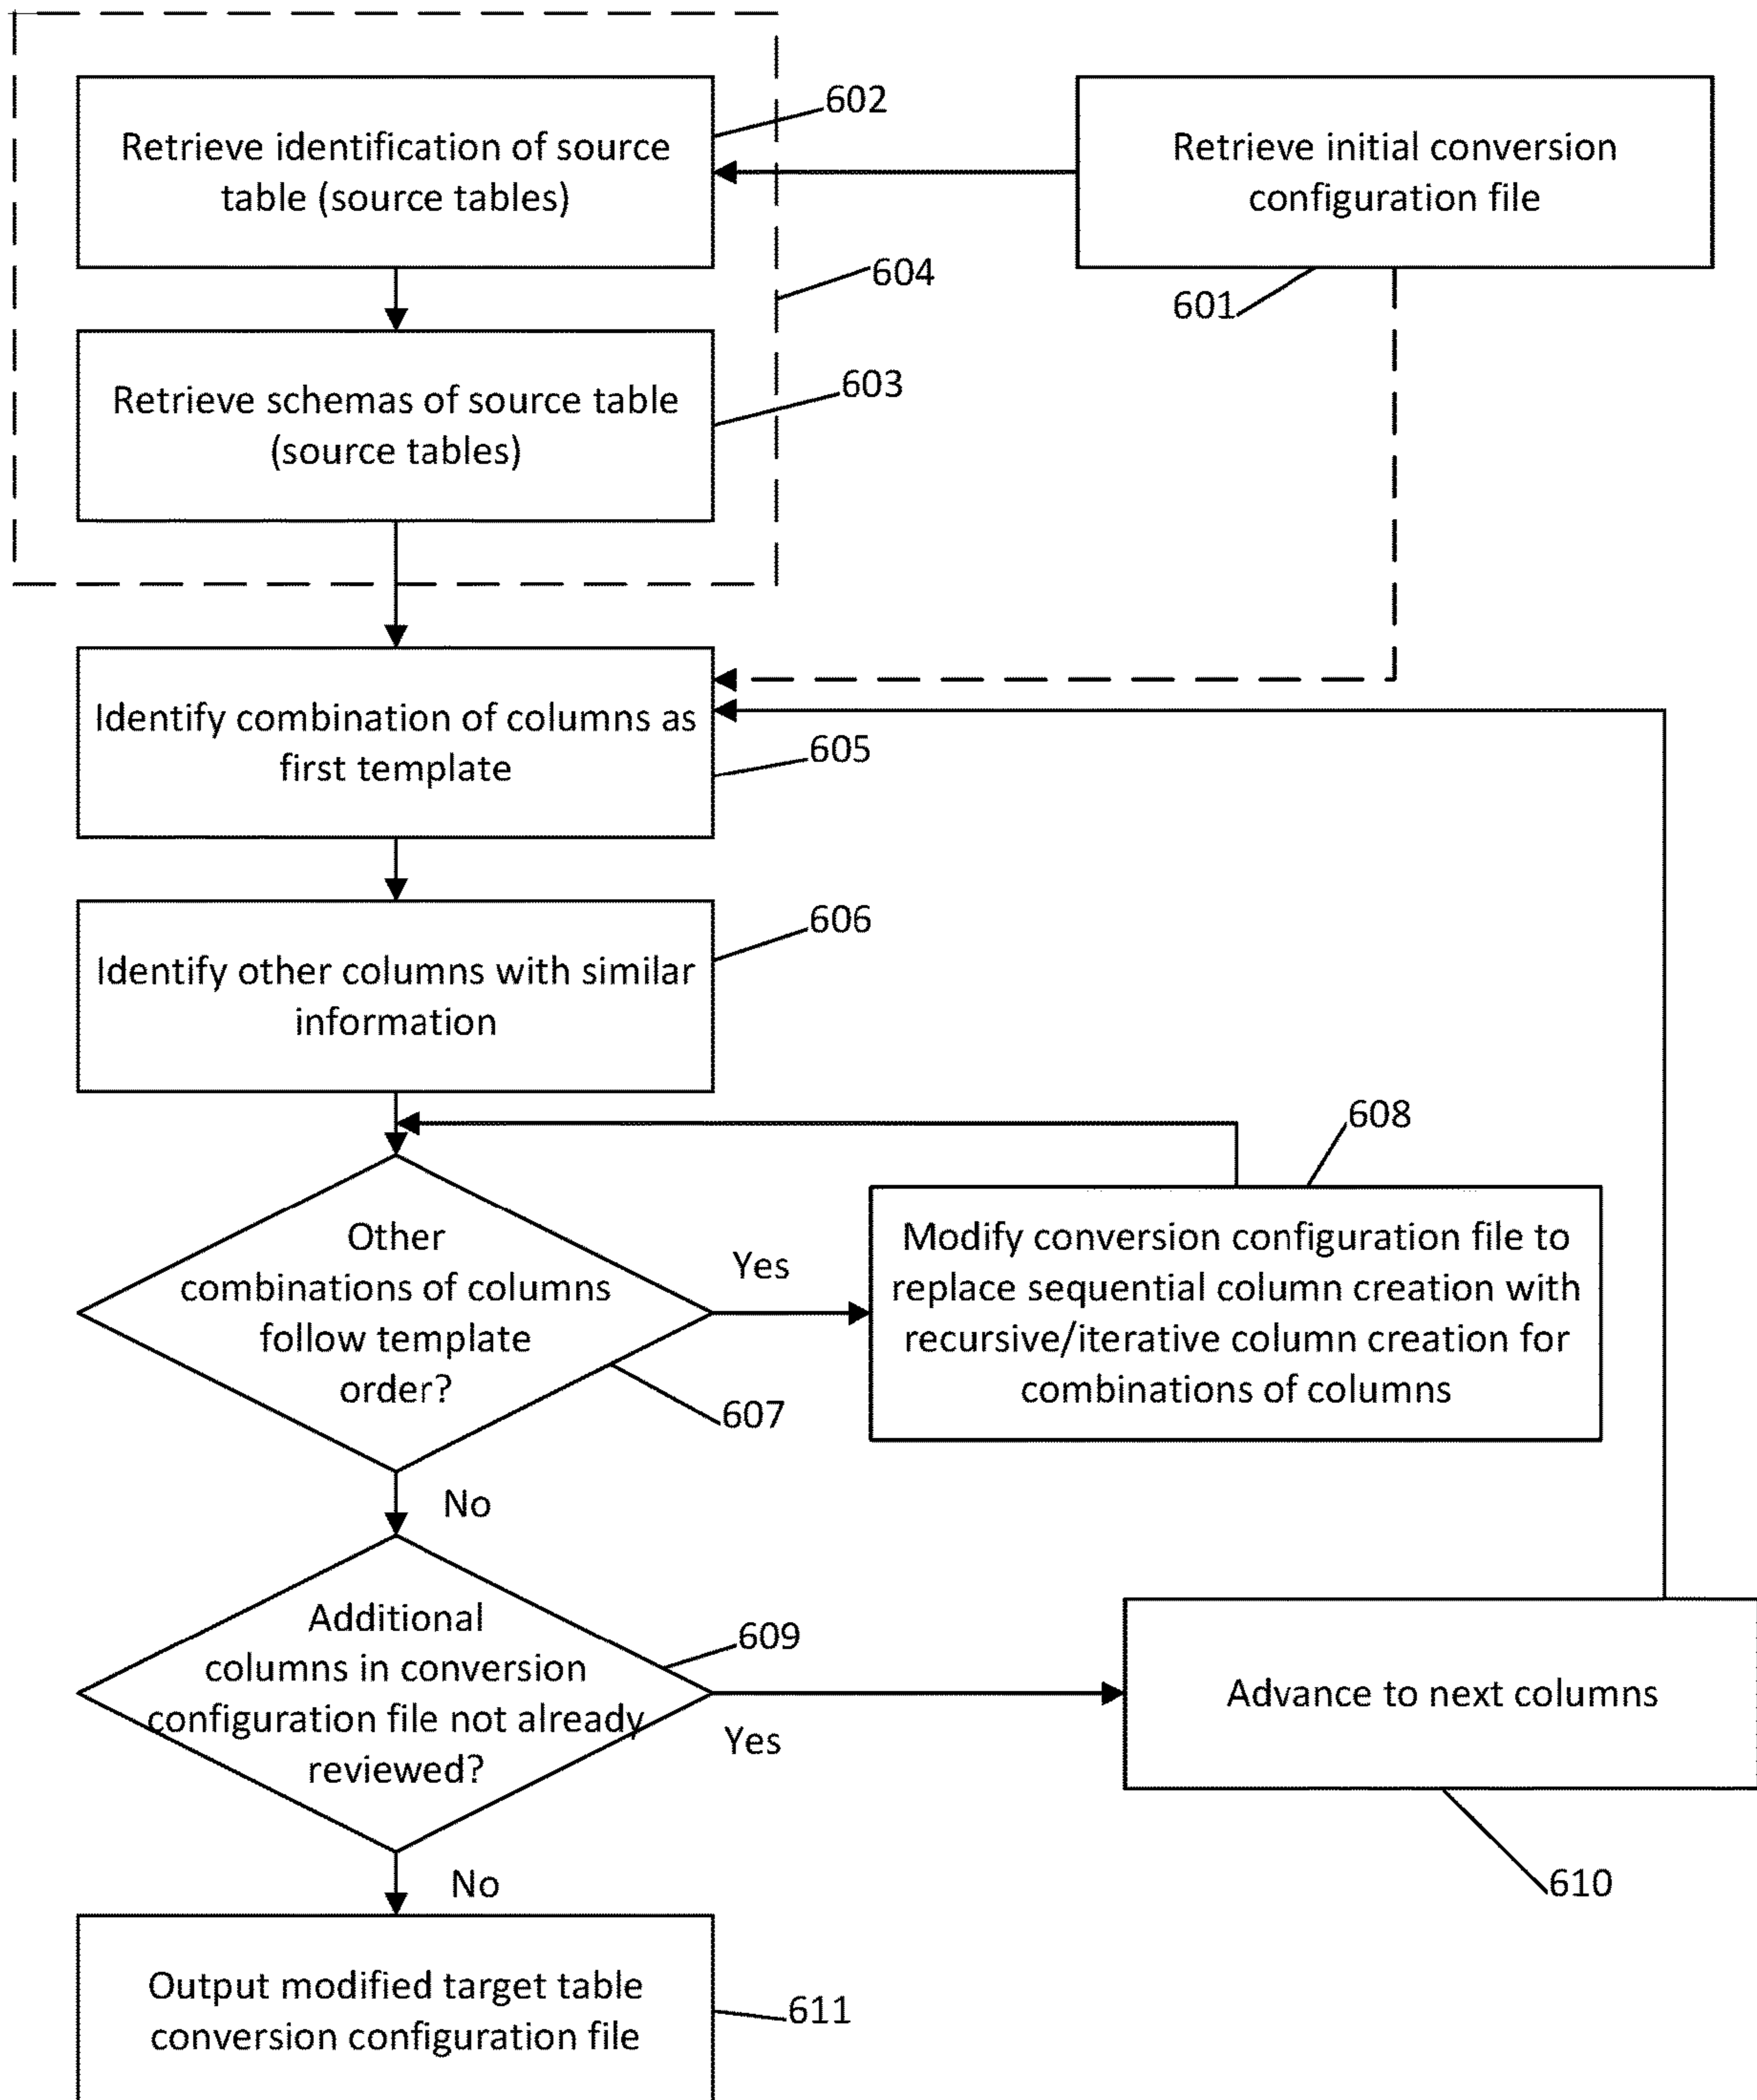 602
Retrieve identification of source
table (source tables)
Retrieve initial conversion
configuration file
604
601
603
Retrieve schemas of source table
(source tables)
Identify combination of columns as
first template
605
606
Identify other columns with similar
information
608
Other
combinations of columns
follow template
order?
Yes
Modify conversion configuration file to
replace sequential column creation with
recursive/iterative column creation for
combinations of columns
607
No
Additional
columns in conversion
configuration file not already
reviewed?
609
Yes
Advance to next columns
610
No
Output modified target table
conversion configuration file
611